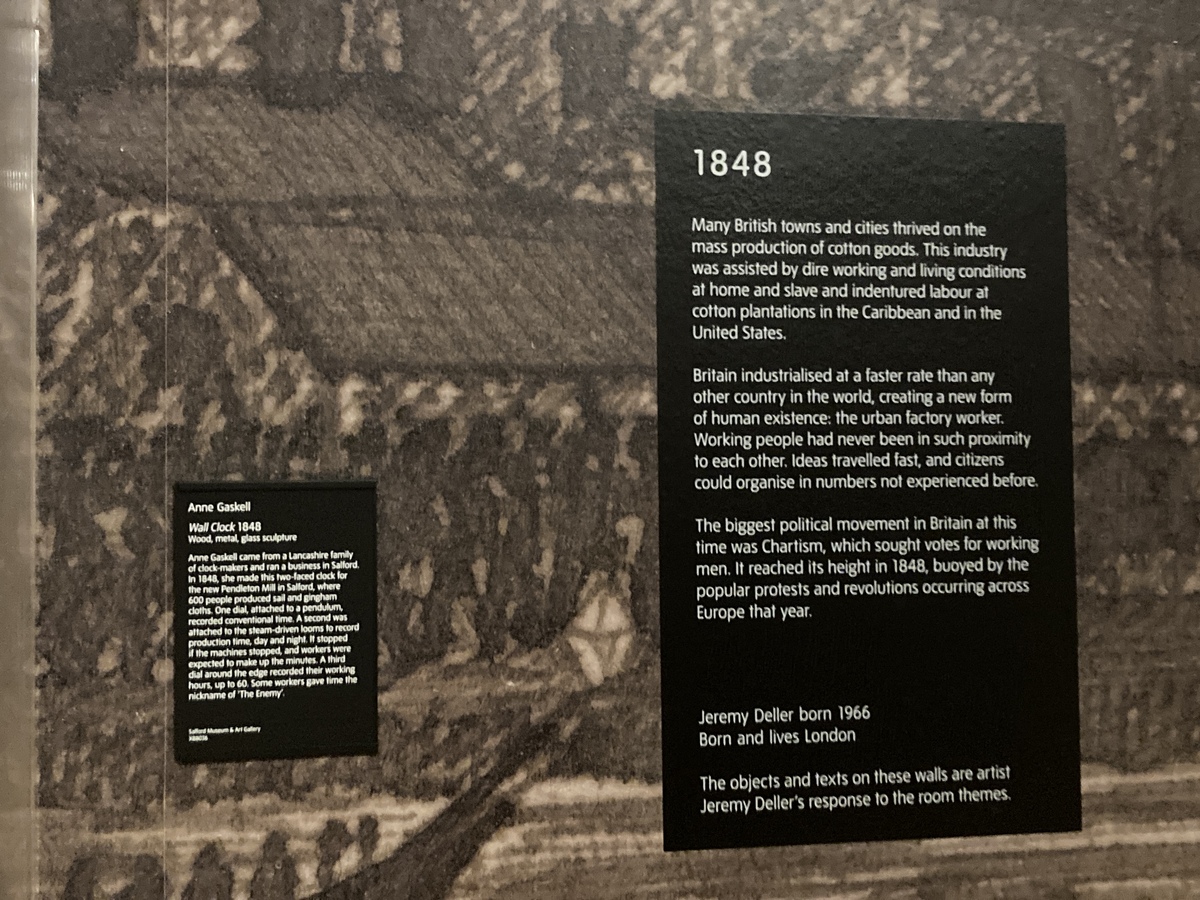 Anne Gaskell
Wall Clock 1848
Wood, metal, glass sculpture
Anne Gaskell came from a Lancashire family
of clock-makers and ran a business in Salford.
In 1848, she made this two-faced clock for
the new Pendleton Mill in Salford, where
600 people produced sail and gingham
cloths. One dial, attached to a pendulum,
recorded conventional time. A second was
attached to the steam-driven looms to record
production time, day and night. It stopped
if the machines stopped, and workers were
expected to make up the minutes. A third
dial around the edge recorded their working
hours, up to 60. Some workers gave time the
nickname of 'The Enemy'.
Salford Museum & Art Gallery
1848
Many British towns and cities thrived on the
mass production of cotton goods. This industry
was assisted by dire working and living conditions
at home and slave and indentured labour at
cotton plantations in the Caribbean and in the
United States.
Britain industrialised at a faster rate than any
other country in the world, creating a new form
of human existence: the urban factory worker.
Working people had never been in such proximity
to each other. Ideas travelled fast, and citizens
could organise in numbers not experienced before.
The biggest political movement in Britain at this
time was Chartism, which sought votes for working
men. It reached its height in 1848, buoyed by the
popular protests and revolutions occurring across
Europe that year.
Jeremy Deller born 1966
Born and lives London
The objects and texts on these walls are artist
Jeremy Deller's response to the room themes.